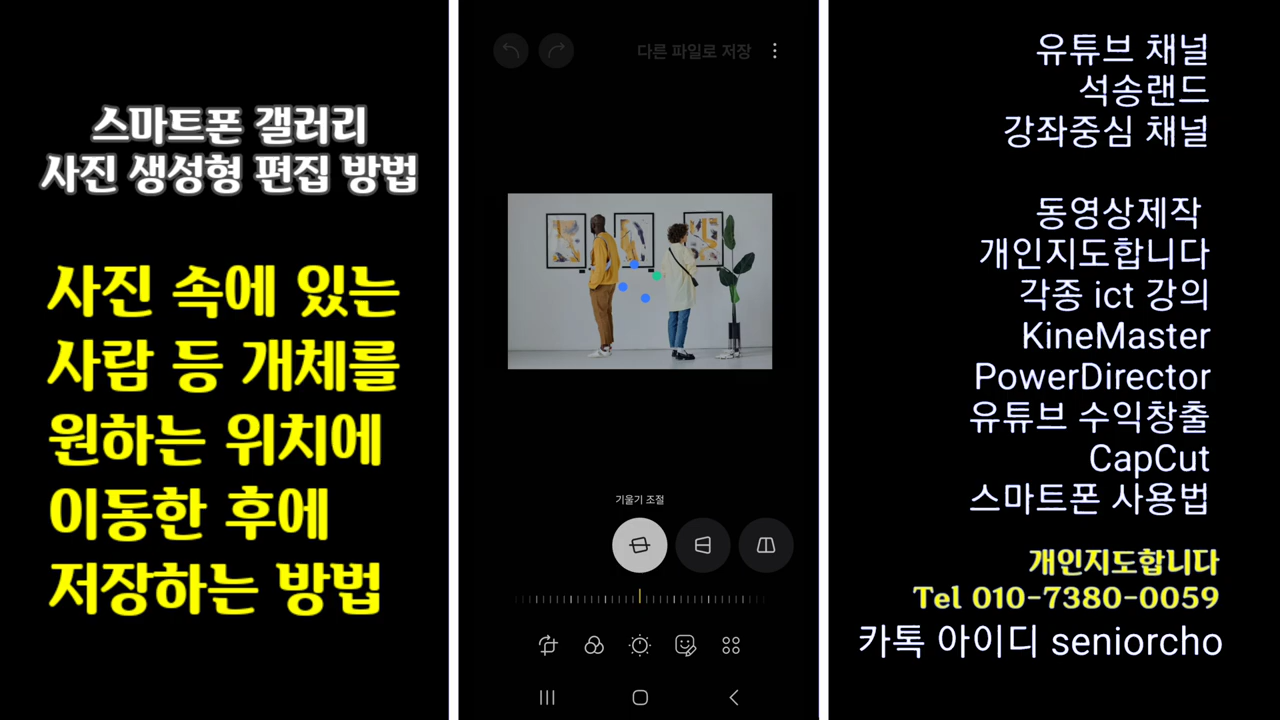 스마트폰 갤러리
사진 생성형 편집 방법
사진 속에 있는
사람 등 개체를
원하는 위치에
이동한 후에
저장하는 방법
다른 파일로 저장
기울기 조절
유튜브 채널
석송랜드
강좌중심 채널
동영상제작
개인지도합니다
각종 ict 강의
KineMaster
PowerDirector
유튜브 수익창출
CapCut
스마트폰 사용법
개인지도합니다
Tel 010-7380-0059
카톡 아이디 seniorcho